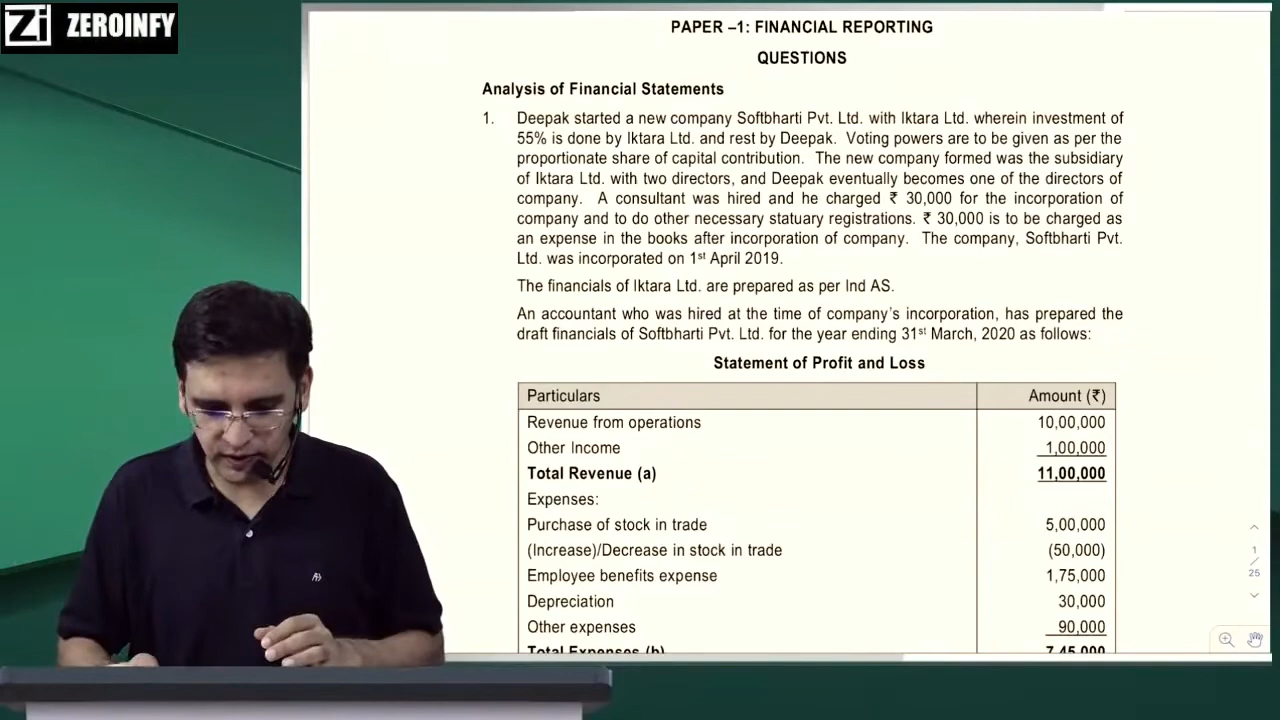 Zi ZEROINFY
PAPER –1: FINANCIAL REPORTING
QUESTIONS
Analysis of Financial Statements
1. Deepak started a new company Softbharti Pvt. Ltd. with Iktara Ltd. wherein investment of
55% is done by Iktara Ltd. and rest by Deepak. Voting powers are to be given as per the
proportionate share of capital contribution. The new company formed was the subsidiary
of Iktara Ltd. with two directors, and Deepak eventually becomes one of the directors of
company. A consultant was hired and he charged ₹ 30,000 for the incorporation of
company and to do other necessary statuary registrations. ₹ 30,000 is to be charged as
an expense in the books after incorporation of company. The company, Softbharti Pvt.
Ltd. was incorporated on 1st April 2019.
The financials of Iktara Ltd. are prepared as per Ind AS.
An accountant who was hired at the time of company's incorporation, has prepared the
draft financials of Softbharti Pvt. Ltd. for the year ending 31st March, 2020 as follows:
Statement of Profit and Loss
Particulars Amount (₹)
Revenue from operations 10,00,000
Other Income 1,00,000
Total Revenue (a) 11,00,000
Expenses:
Purchase of stock in trade 5,00,000
(Increase)/Decrease in stock in trade (50,000)
Employee benefits expense 1,75,000
Depreciation 30,000
Other expenses 90,000
Total Expenses (b) 7,45,000
1
/
25